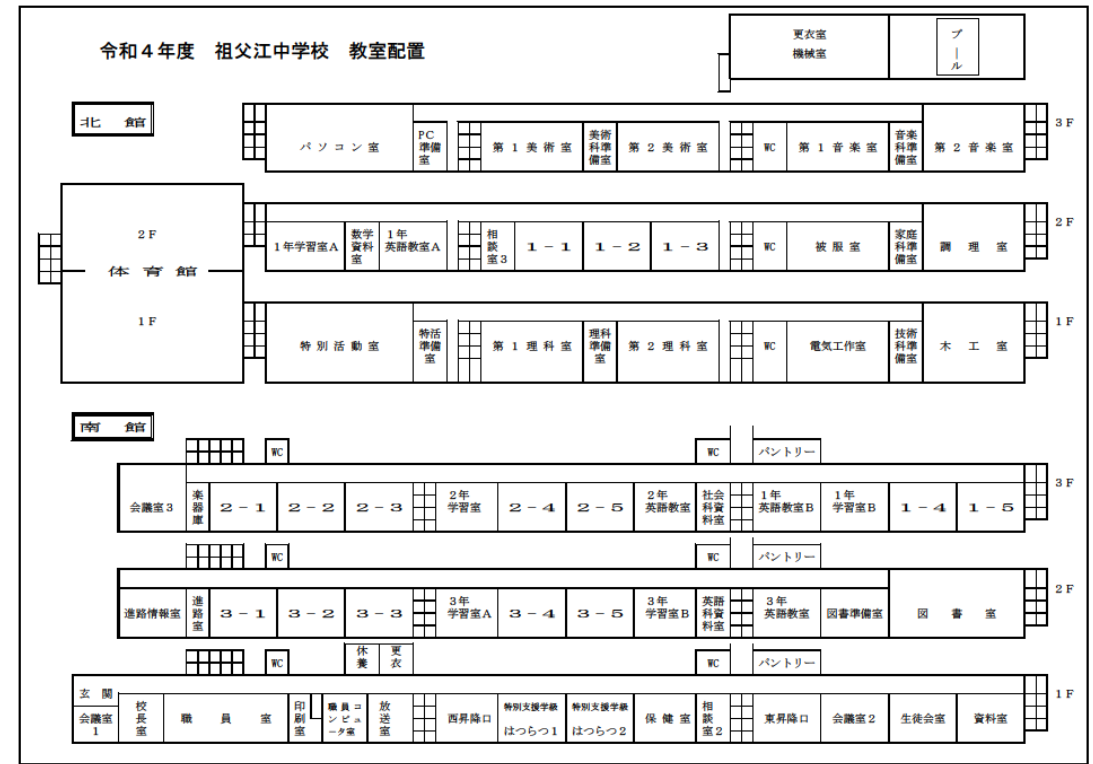 令和４年度　祖父江中学校　教室配置
更衣室
機械室
プール
北　館
3F
パソコン室
PC準備室
第１美術室
美術科準備室
第２美術室
WC
第１音楽室
音楽科準備室
第２音楽室
2F
体育館
1F
2F
1年学習室A
数学資料室
1年英語教室A
相談室3
１－１
１－２
１－３
WC
被服室
家庭科準備室
調理室
1F
特別活動室
特活準備室
第１理科室
理科準備室
第２理科室
WC
電気工作室
技術科準備室
木工室
南　館
WC
WC
パントリー
3F
会議室3
楽器庫
２－１
２－２
２－３
2年学習室
２－４
２－５
2年英語教室
社会科資料室
1年英語教室B
1年学習室B
１－４
１－５
WC
WC
パントリー
2F
進路情報室
進路室
３－１
３－２
３－３
3年学習室A
３－４
３－５
3年学習室B
英語科資料室
3年英語教室
図書準備室
図書室
WC
休養
更衣
WC
パントリー
1F
玄関
会議室1
校長室
職員室
印刷室
職員コンピュータ室
放送室
西昇降口
特別支援学級
はつらつ1
特別支援学級
はつらつ2
保健室
相談室2
東昇降口
会議室2
生徒会室
資料室